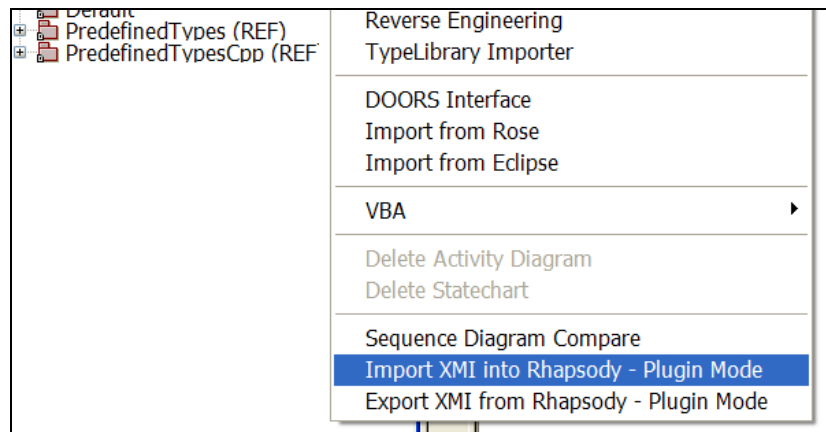 Default
PredefinedTypes (REF)
PredefinedTypesCpp (REF
Reverse Engineering
TypeLibrary Importer
DOORS Interface
Import from Rose
Import from Eclipse
VBA
Delete Activity Diagram
Delete Statechart
Sequence Diagram Compare
Import XMI into Rhapsody - Plugin Mode
Export XMI from Rhapsody - Plugin Mode